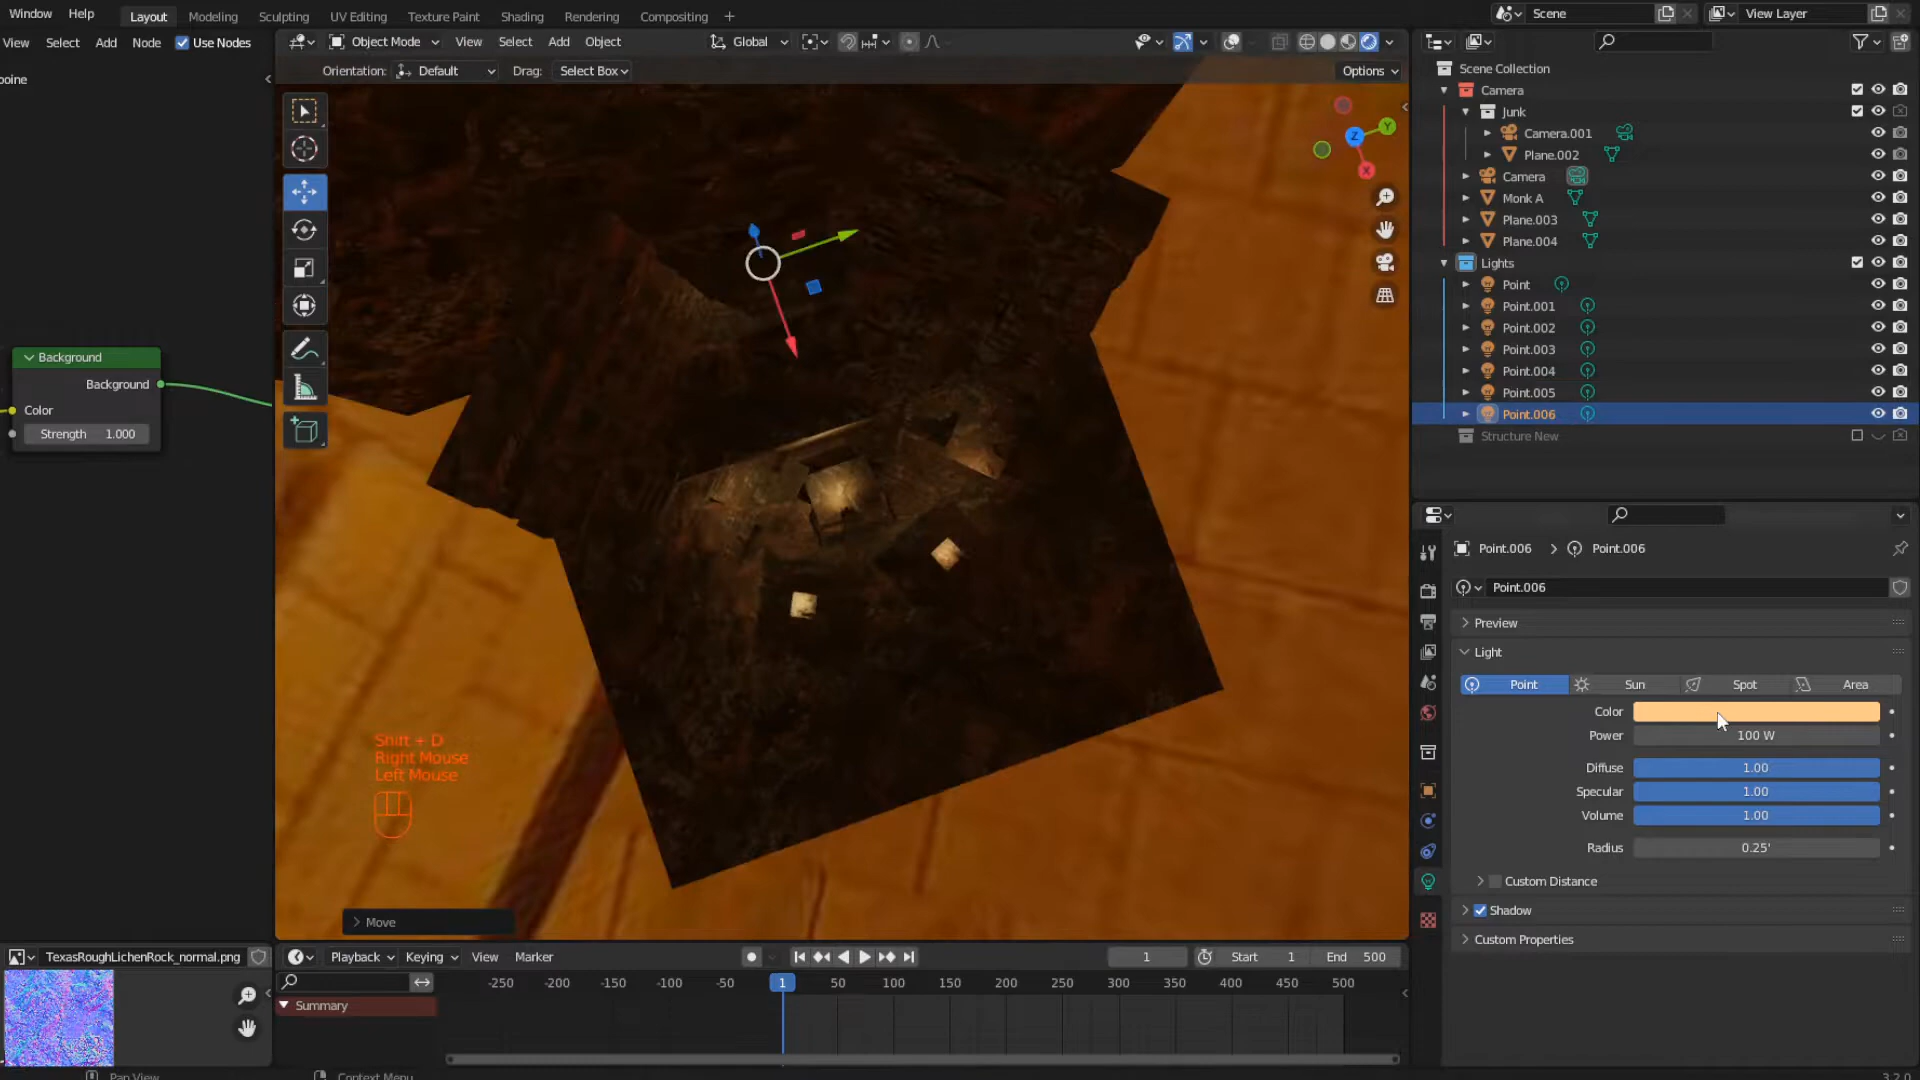 Window Help Layout Modeling Sculpting UV Editing Texture Paint Shading Rendering Compositing + Scene View Layer
View Select Add Node Use Nodes Object Mode View Select Add Object Global
Orientation: Default Drag: Select Box Options
Scene Collection
Camera
Junk
Camera.001
Plane.002
Camera
Monk A
Plane.003
Plane.004
Lights
Point
Point.001
Point.002
Point.003
Point.004
Point.005
Point.006
Structure New
Y
Z
X
Background
Background
Color
Strength 1.000
Shift + D
Right Mouse
Left Mouse
Move
Point.006 > Point.006
Point.006
Preview
Light
Point Sun Spot Area
Color
Power 100 W
Diffuse 1.00
Specular 1.00
Volume 1.00
Radius 0.25'
Custom Distance
Shadow
Custom Properties
TexasRoughLichenRock_normal.png Playback Keying View Marker 1 Start 1 End 500
-250 -200 -150 -100 -50 1 50 100 150 200 250 300 350 400 450 500
Summary
Pan View Context Menu 3.2.0